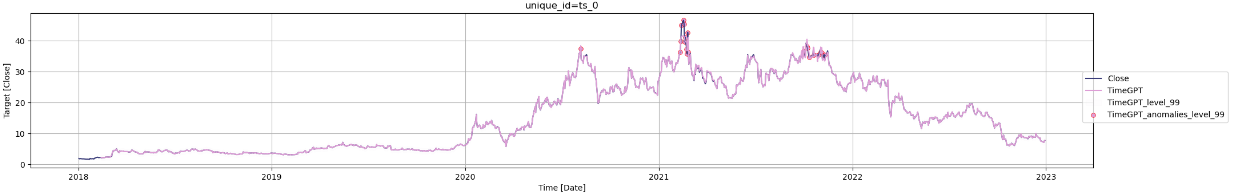 unique_id=ts_0
Target [Close]
40
30
20
10
0
2018
2019
2020
2021
2022
2023
Time [Date]
Close
TimeGPT
TimeGPT_level_99
TimeGPT_anomalies_level_99